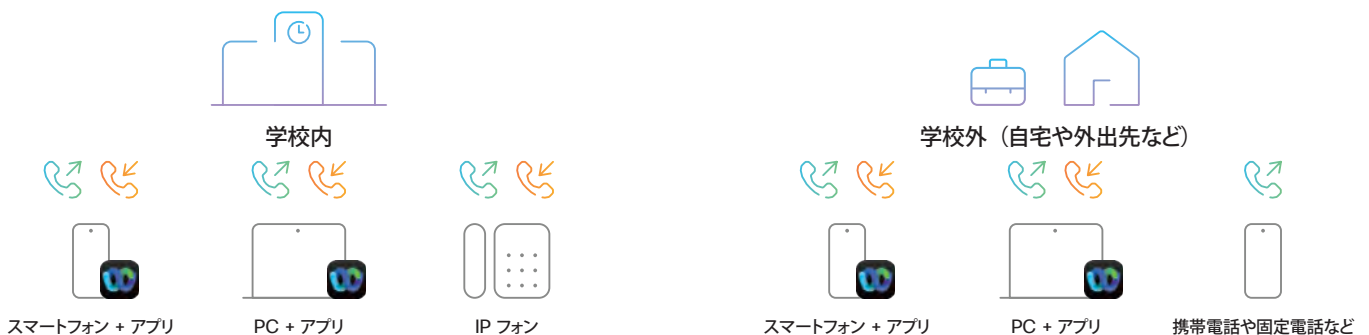 学校内
学校外（自宅や外出先など）
スマートフォン + アプリ
PC + アプリ
IP フォン
スマートフォン + アプリ
PC + アプリ
携帯電話や固定電話など